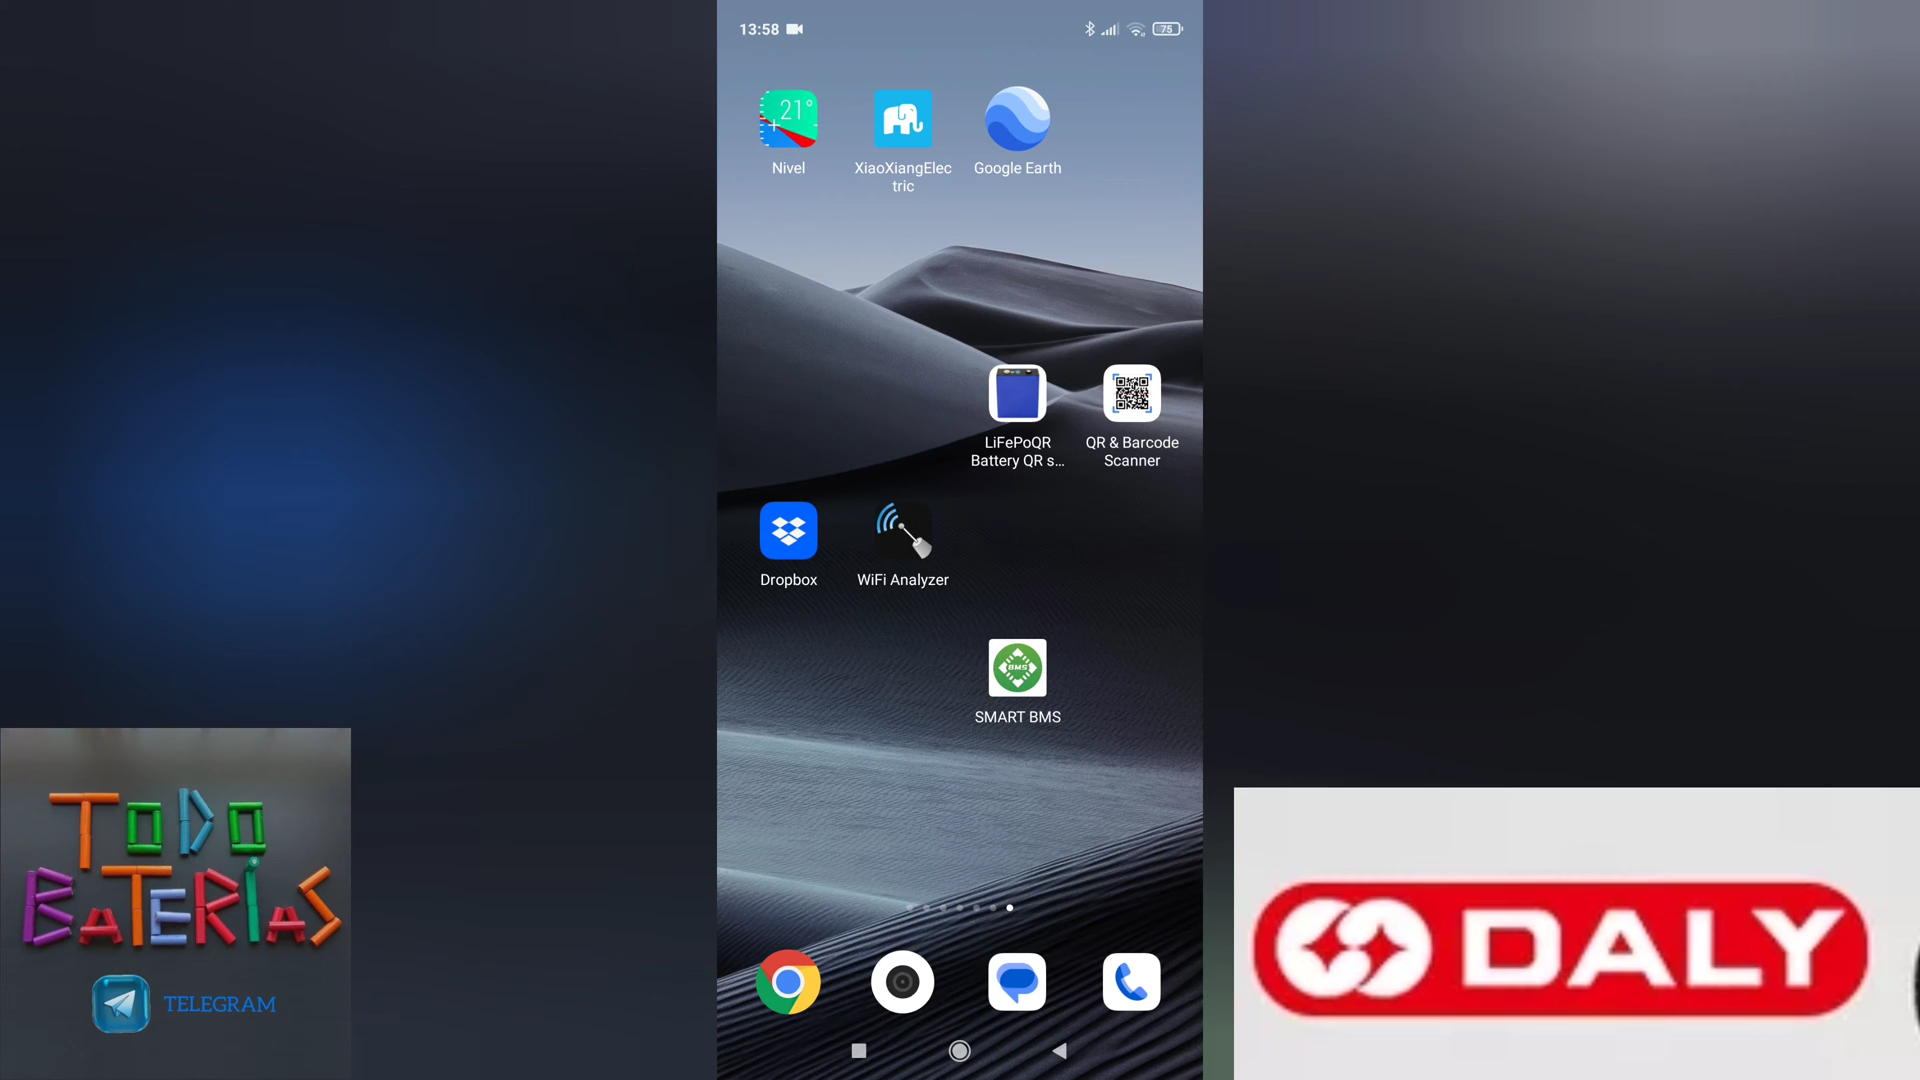 13:58
75
21°
Nivel
XiaoXiangElec
tric
Google Earth
LiFePoQR
Battery QR s...
QR & Barcode
Scanner
Dropbox
WiFi Analyzer
BMS
SMART BMS
TODO
BATERÍAS
TELEGRAM
DALY